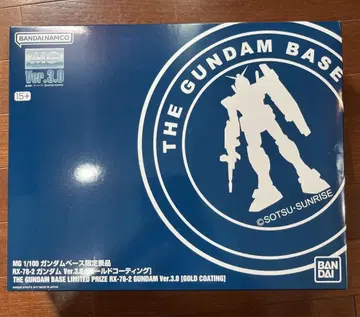 BANDAI NAMCO
MG
Ver.3.0
15+
THE GUNDAM BASE
©SOTSU・SUNRISE
MG 1/100 ガンダムベース限定景品
RX-78-2 ガンダム Ver.3.0 [ゴールドコーティング]
THE GUNDAM BASE LIMITED PRIZE RX-78-2 GUNDAM Ver.3.0 [GOLD COATING]
BAN
DAI